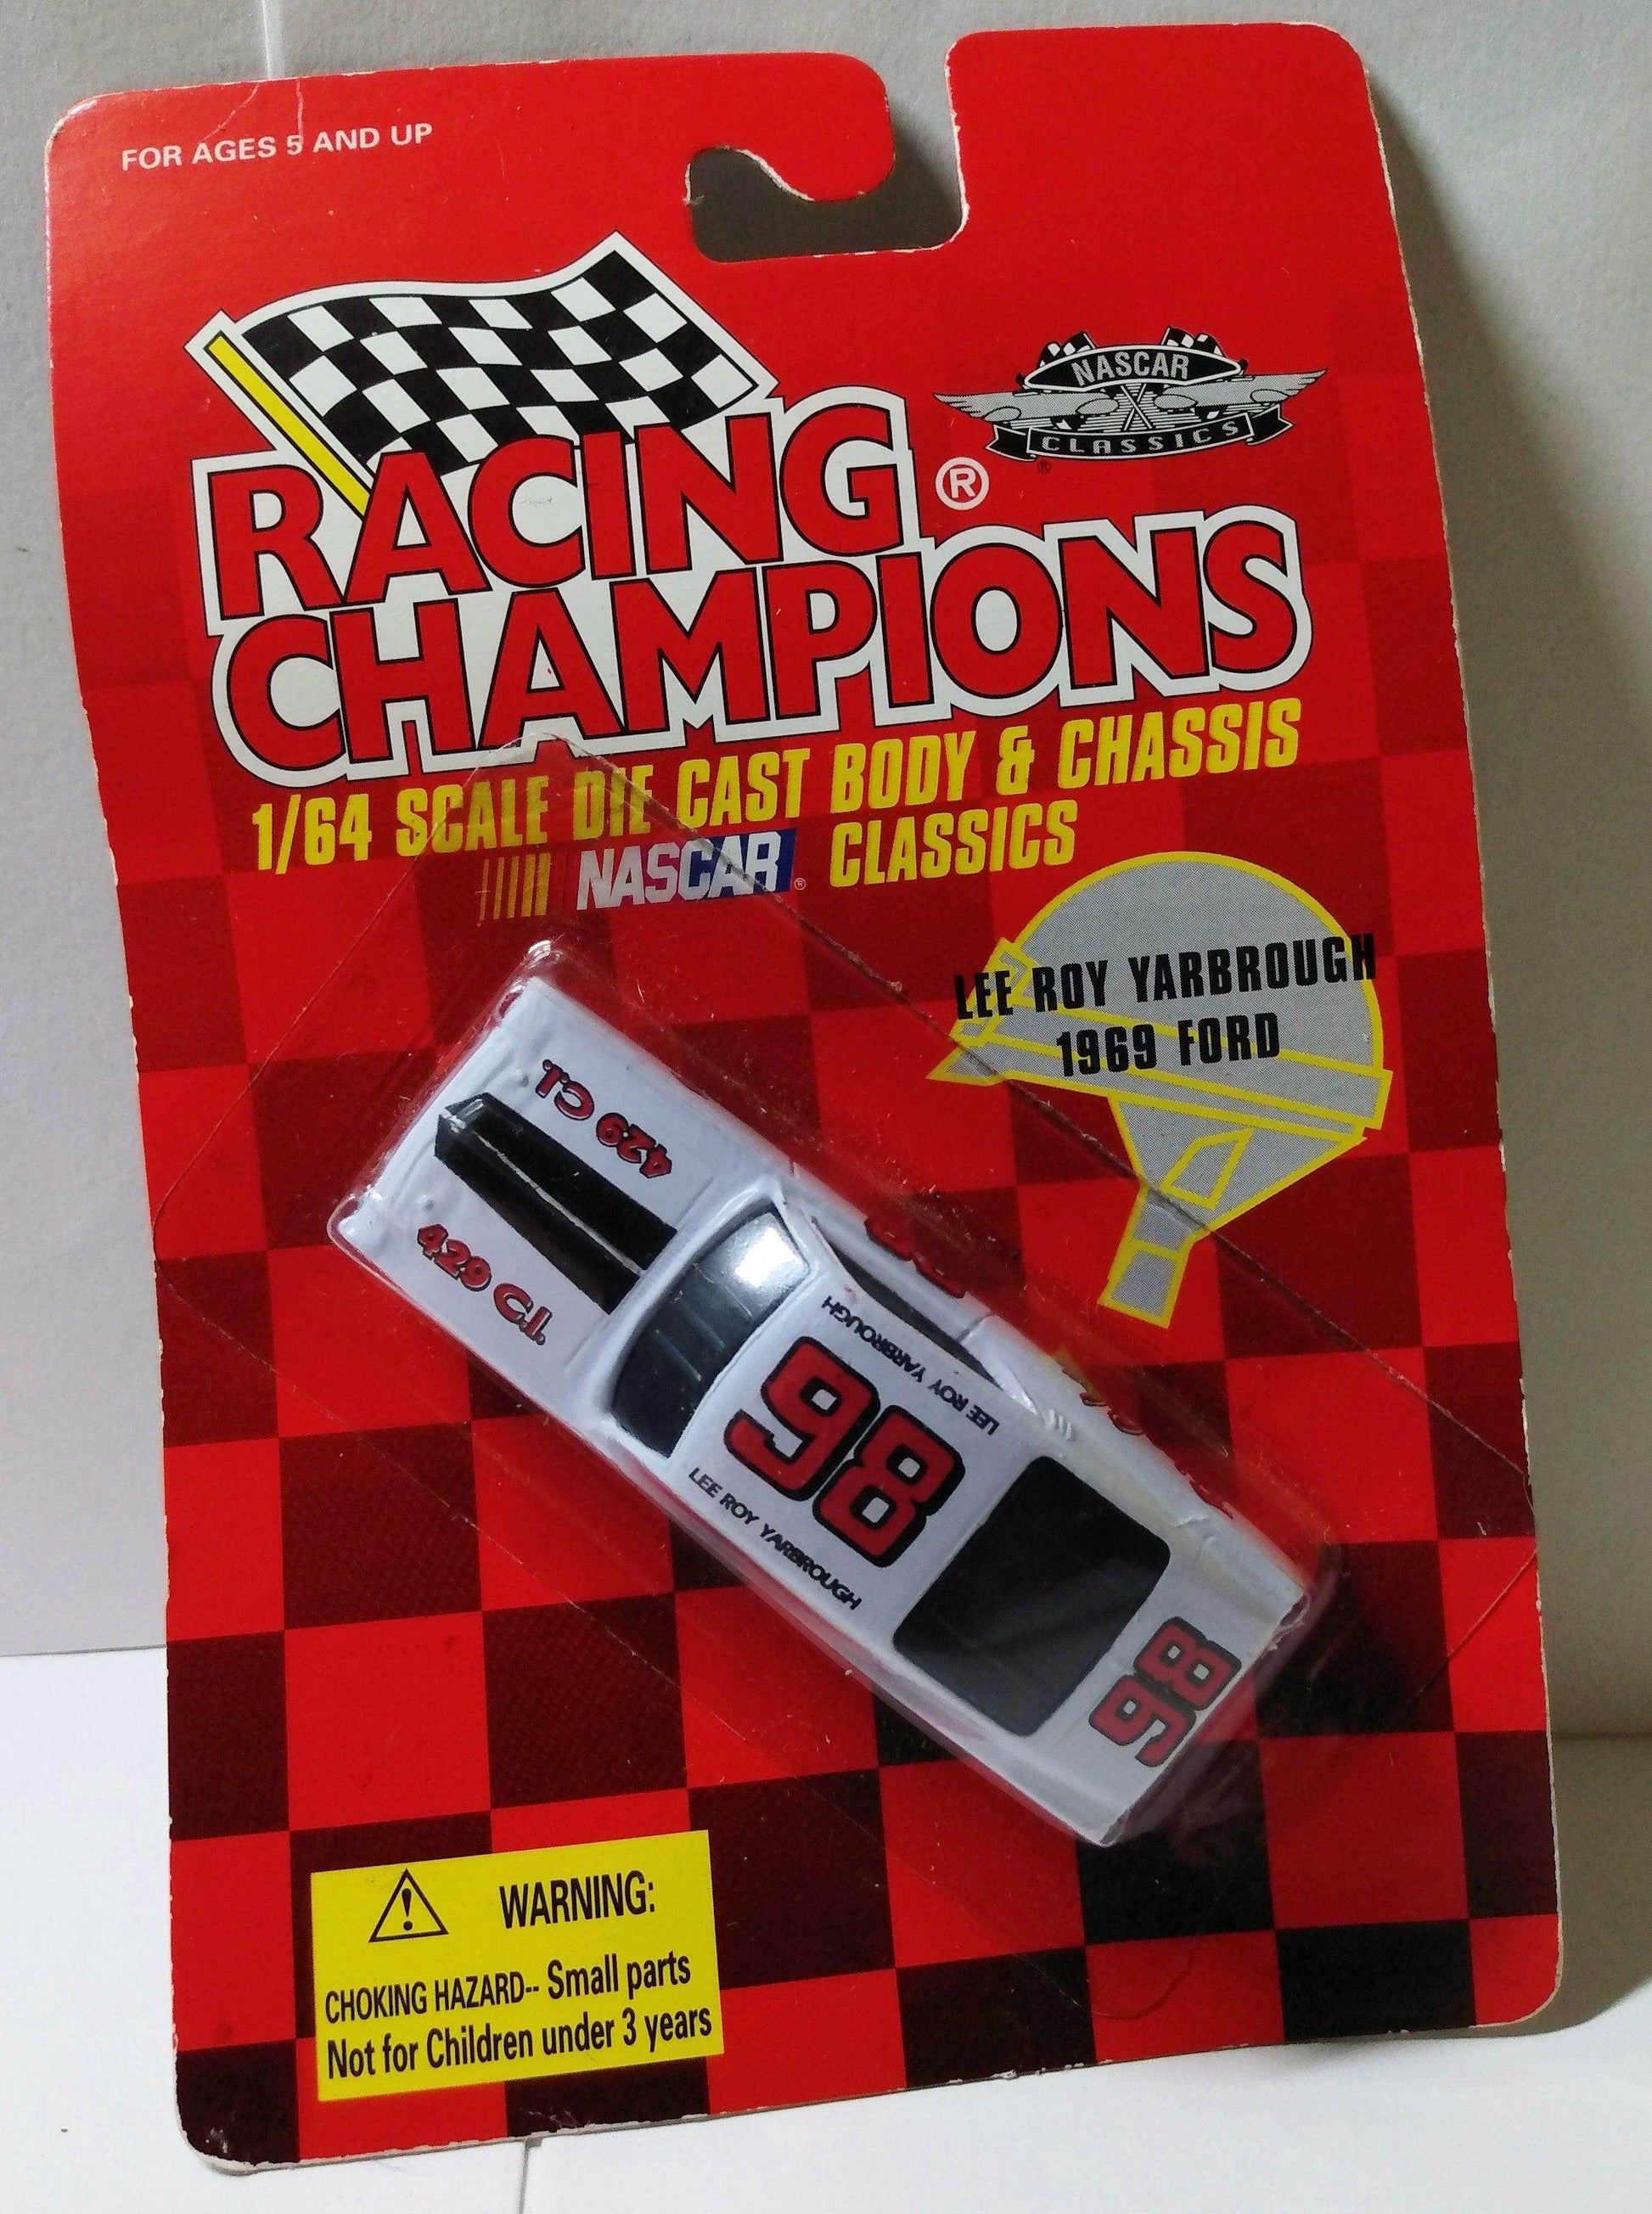 FOR AGES 5 AND UP
NASCAR
CLASSICS
®
RACING ®
CHAMPIONS
1/64 SCALE DIE CAST BODY & CHASSIS
NASCAR® CLASSICS
LEE ROY YARBROUGH
1969 FORD
429 C.I.
429 C.I.
LEE ROY YARBROUGH
98
LEE ROY YARBROUGH
98
WARNING:
CHOKING HAZARD-- Small parts
Not for Children under 3 years